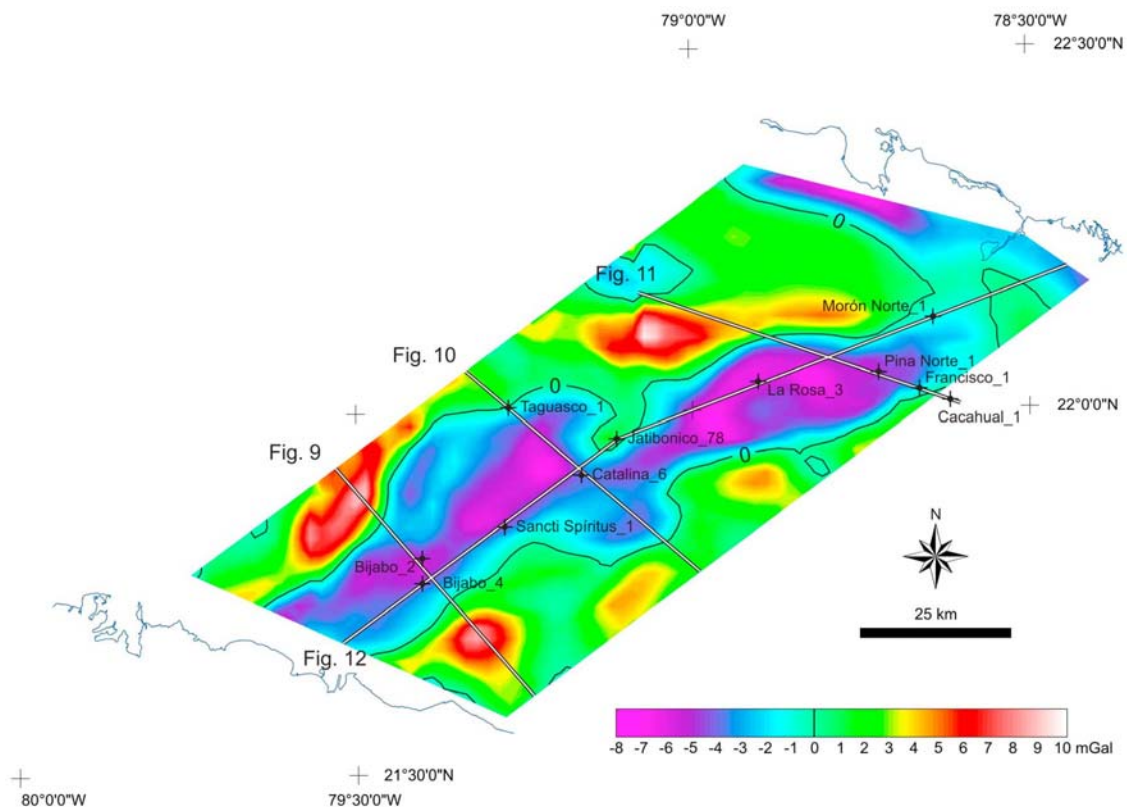 79°0'0"W
78°30'0"W
22°30'0"N
0
Fig. 11
Morón Norte_1
Fig. 10
Pina Norte_1
0
La Rosa_3
Francisco_1
22°0'0"N
Taguasco_1
Cacahual_1
Jatibonico_78
Fig. 9
0
Catalina_6
N
Sancti Spíritus_1
Bijabo_2
Bijabo_4
25 km
Fig. 12
-8 -7 -6 -5 -4 -3 -2 -1 0 1 2 3 4 5 6 7 8 9 10 mGal
21°30'0"N
80°0'0"W
79°30'0"W